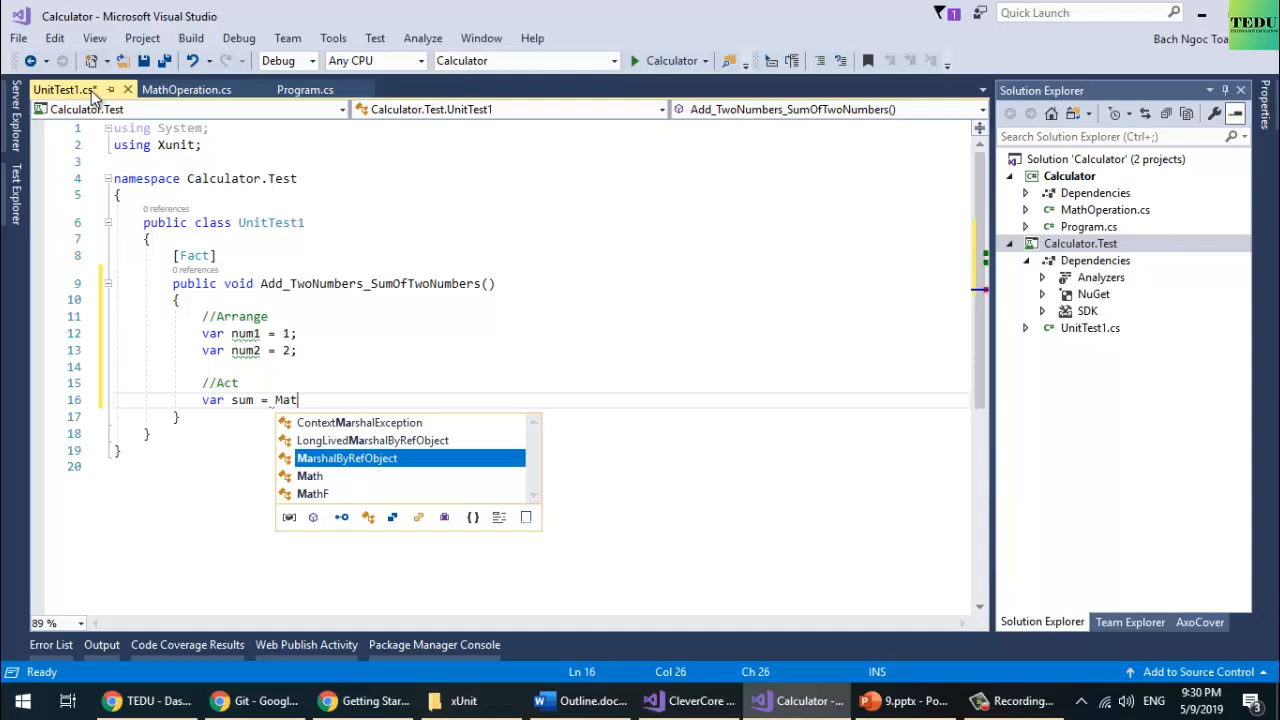 Calculator - Microsoft Visual Studio
1
Quick Launch
TEDU
File Edit View Project Build Debug Team Tools Test Analyze Window Help
Bach Ngoc Toa
Debug Any CPU Calculator Calculator
UnitTest1.cs* MathOperation.cs Program.cs
Calculator.Test Calculator.Test.UnitTest1 Add_TwoNumbers_SumOfTwoNumbers()
Server Explorer
Test Explorer
1 using System;
2 using Xunit;
3
4 namespace Calculator.Test
5 {
0 references
6 public class UnitTest1
7 {
8 [Fact]
0 references
9 public void Add_TwoNumbers_SumOfTwoNumbers()
10 {
11 //Arrange
12 var num1 = 1;
13 var num2 = 2;
14
15 //Act
16 var sum = Mat
17 }
18 }
19 }
20
ContextMarshalException
LongLivedMarshalByRefObject
MarshalByRefObject
Math
MathF
89 %
Solution Explorer
Search Solution Explorer (Ctrl+;)
Solution 'Calculator' (2 projects)
Calculator
Dependencies
MathOperation.cs
Program.cs
Calculator.Test
Dependencies
Analyzers
NuGet
SDK
UnitTest1.cs
Solution Explorer Team Explorer AxoCover
Properties
Error List Output Code Coverage Results Web Publish Activity Package Manager Console
Ready Ln 16 Col 26 Ch 26 INS Add to Source Control
TEDU - Das... Git - Googl... Getting Star... xUnit Outline.doc... CleverCore ... Calculator -... 9.pptx - Po... Recording... ENG
9:30 PM
5/9/2019
3